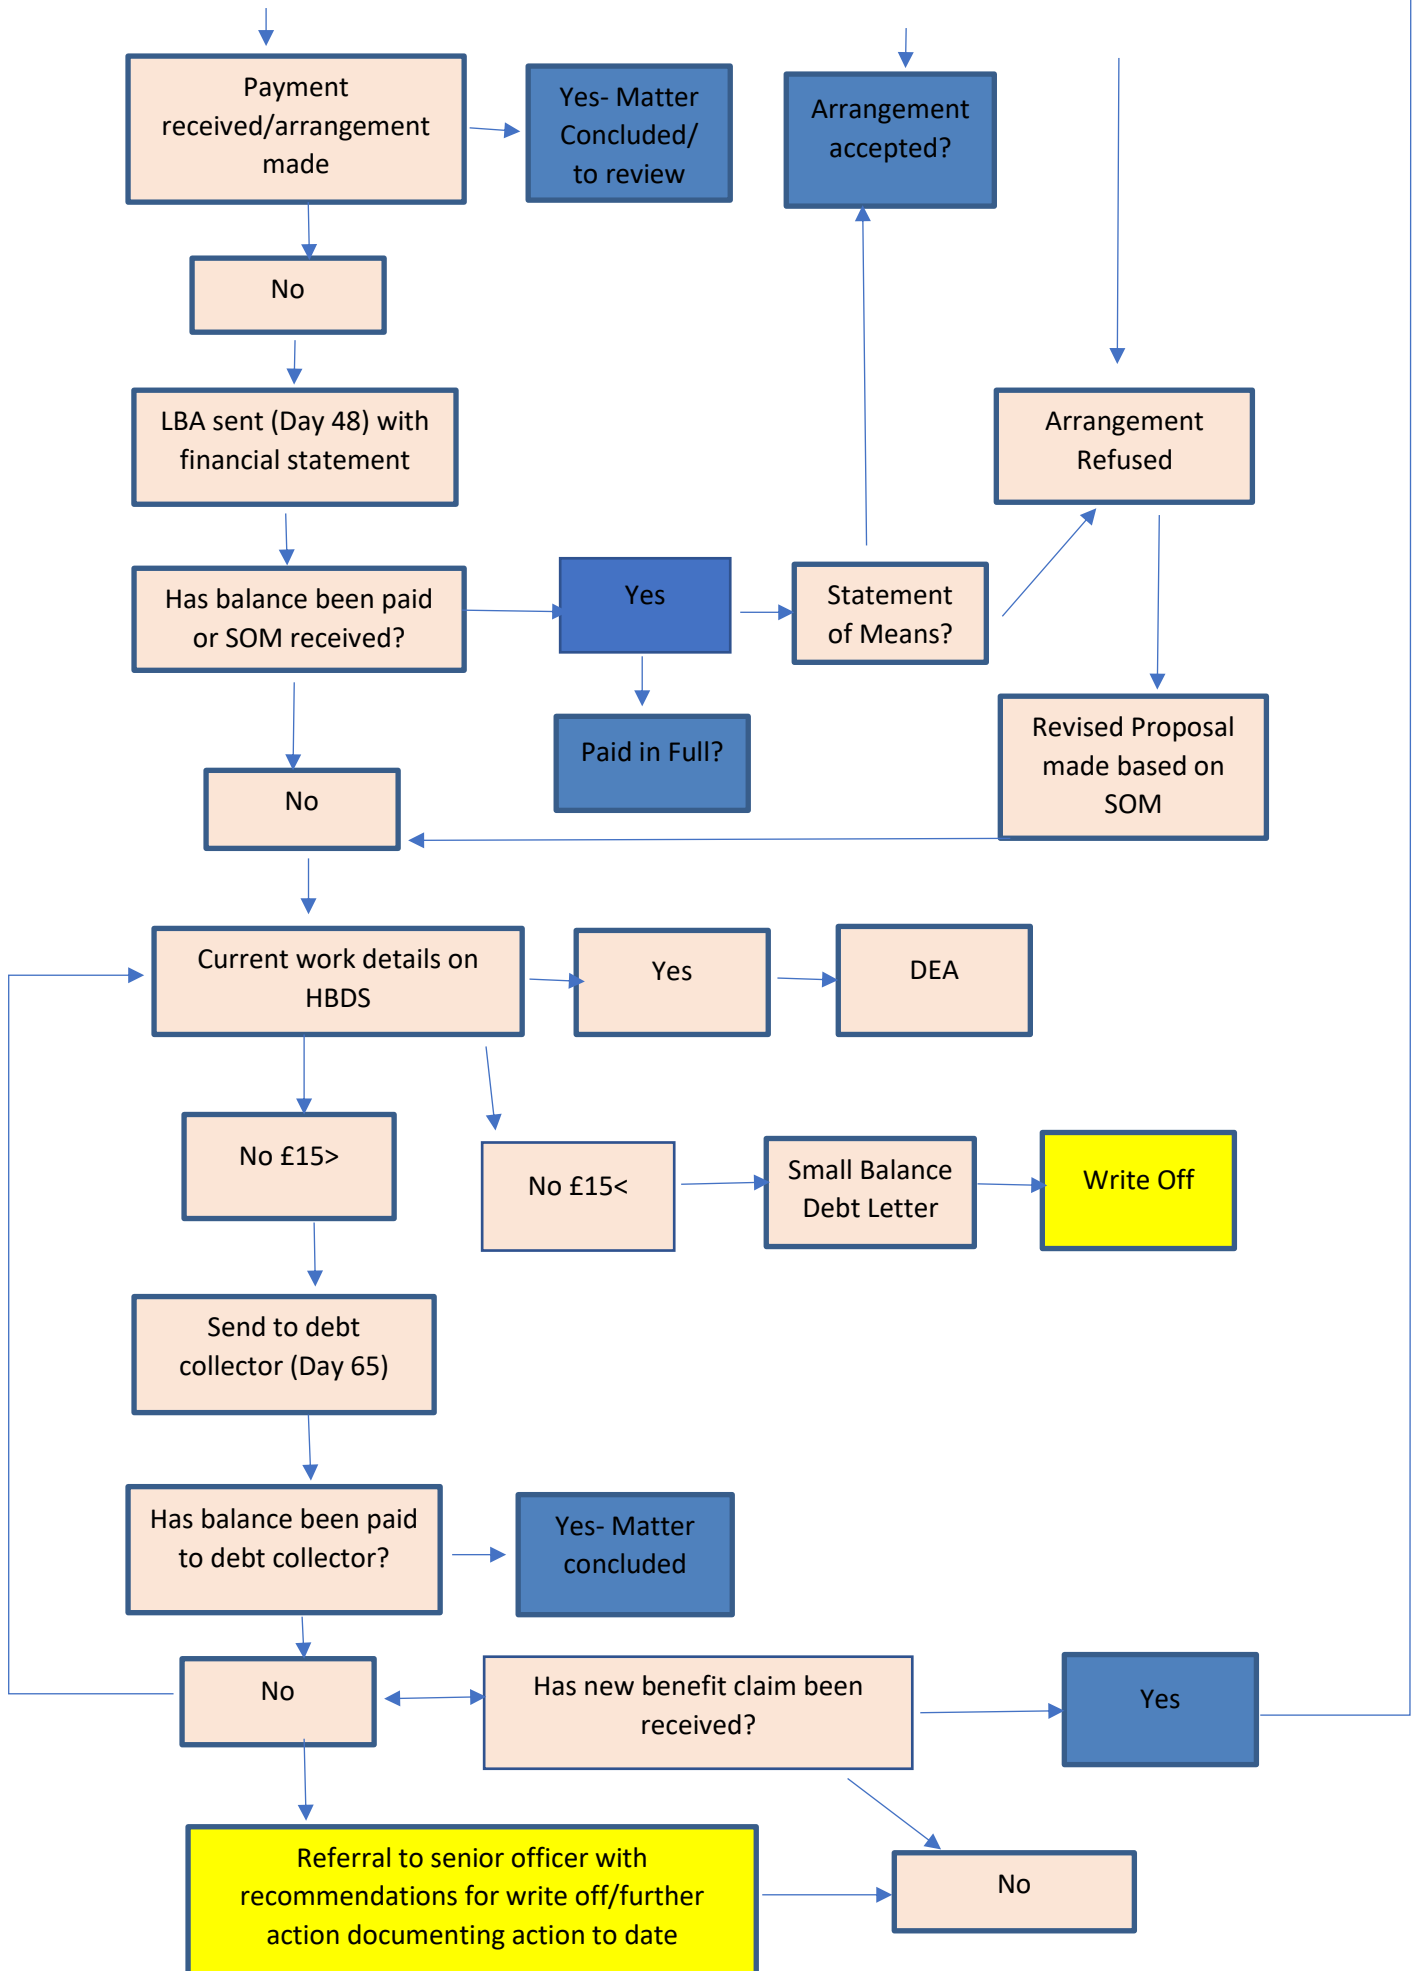 Payment
received/arrangement
made
Yes- Matter
Concluded/
to review
Arrangement
accepted?
No
LBA sent (Day 48) with
financial statement
Arrangement
Refused
Has balance been paid
or SOM received?
Yes
Statement
of Means?
Paid in Full?
Revised Proposal
made based on
SOM
No
Current work details on
HBDS
Yes
DEA
No £15>
No £15<
Small Balance
Debt Letter
Write Off
Send to debt
collector (Day 65)
Has balance been paid
to debt collector?
Yes- Matter
concluded
No
Has new benefit claim been
received?
Yes
Referral to senior officer with
recommendations for write off/further
action documenting action to date
No